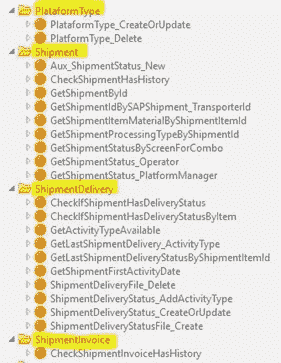 PlataformType
PlataformType_CreateOrUpdate
PlatformType_Delete
Shipment
Aux_ShipmentStatus_New
CheckShipmentHasHistory
GetShipmentById
GetShipmentIdBySAPShipment_TransporterId
GetShipmentItemMaterialByShipmentItemId
GetShipmentProcessingTypeByShipmentId
GetShipmentStatusByScreenForCombo
GetShipmentStatus_Operator
GetShipmentStatus_PlatformManager
ShipmentDelivery
CheckIfShipmentHasDeliveryStatus
CheckIfShipmentHasDeliveryStatusByItem
GetActivityTypeAvailable
GetLastShipmentDelivery_ActivityType
GetLastShipmentDeliveryStatusByShipmentItemId
GetShipmentFirstActivityDate
ShipmentDeliveryFile_Delete
ShipmentDeliveryStatus_AddActivityType
ShipmentDeliveryStatus_CreateOrUpdate
ShipmentDeliveryStatusFile_Create
ShipmentInvoice
CheckShipmentInvoiceHasHistory